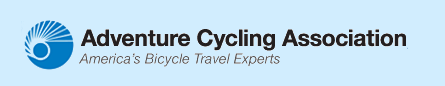 Adventure Cycling Association
America's Bicycle Travel Experts